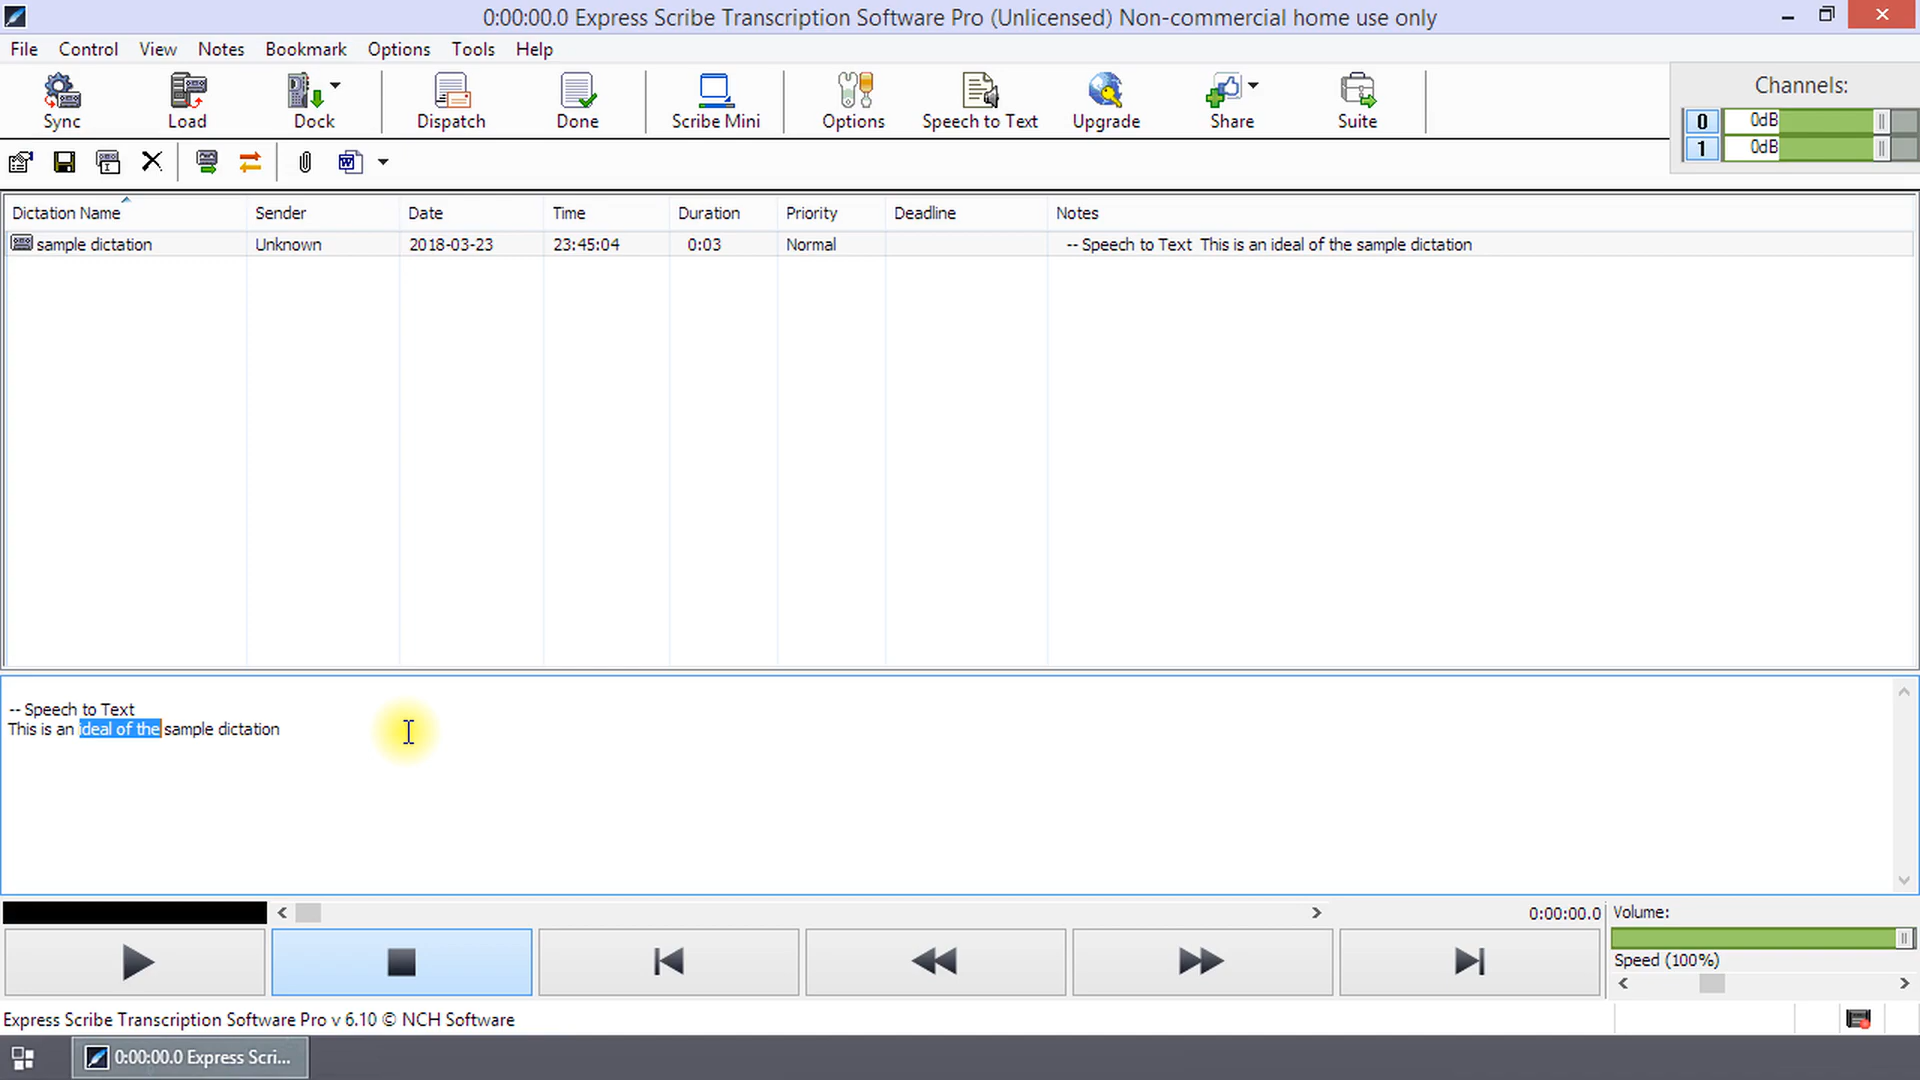 0:00:00.0 Express Scribe Transcription Software Pro (Unlicensed) Non-commercial home use only
File Control View Notes Bookmark Options Tools Help
Sync Load Dock Dispatch Done Scribe Mini Options Speech to Text Upgrade Share Suite
Channels:
0 0dB
1 0dB
Dictation Name Sender Date Time Duration Priority Deadline Notes
sample dictation Unknown 2018-03-23 23:45:04 0:03 Normal -- Speech to Text This is an ideal of the sample dictation
-- Speech to Text
This is an ideal of the sample dictation
0:00:00.0 Volume:
Speed (100%)
Express Scribe Transcription Software Pro v 6.10 © NCH Software
0:00:00.0 Express Scri...